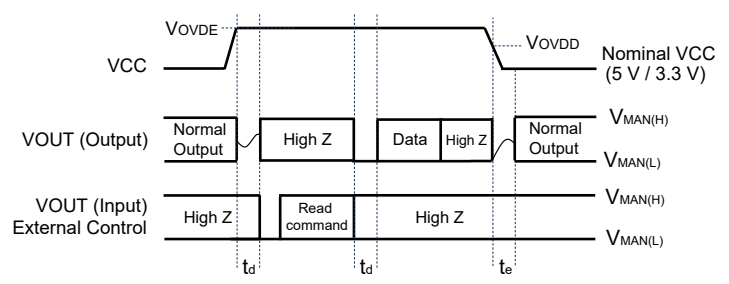 VOVDE
VOVDD
VCC
Nominal VCC
(5 V / 3.3 V)
VOUT (Output)
Normal
Output
High Z
Data
High Z
Normal
Output
VMAN(H)
VMAN(L)
VOUT (Input)
External Control
High Z
Read
command
High Z
VMAN(H)
VMAN(L)
td
td
te